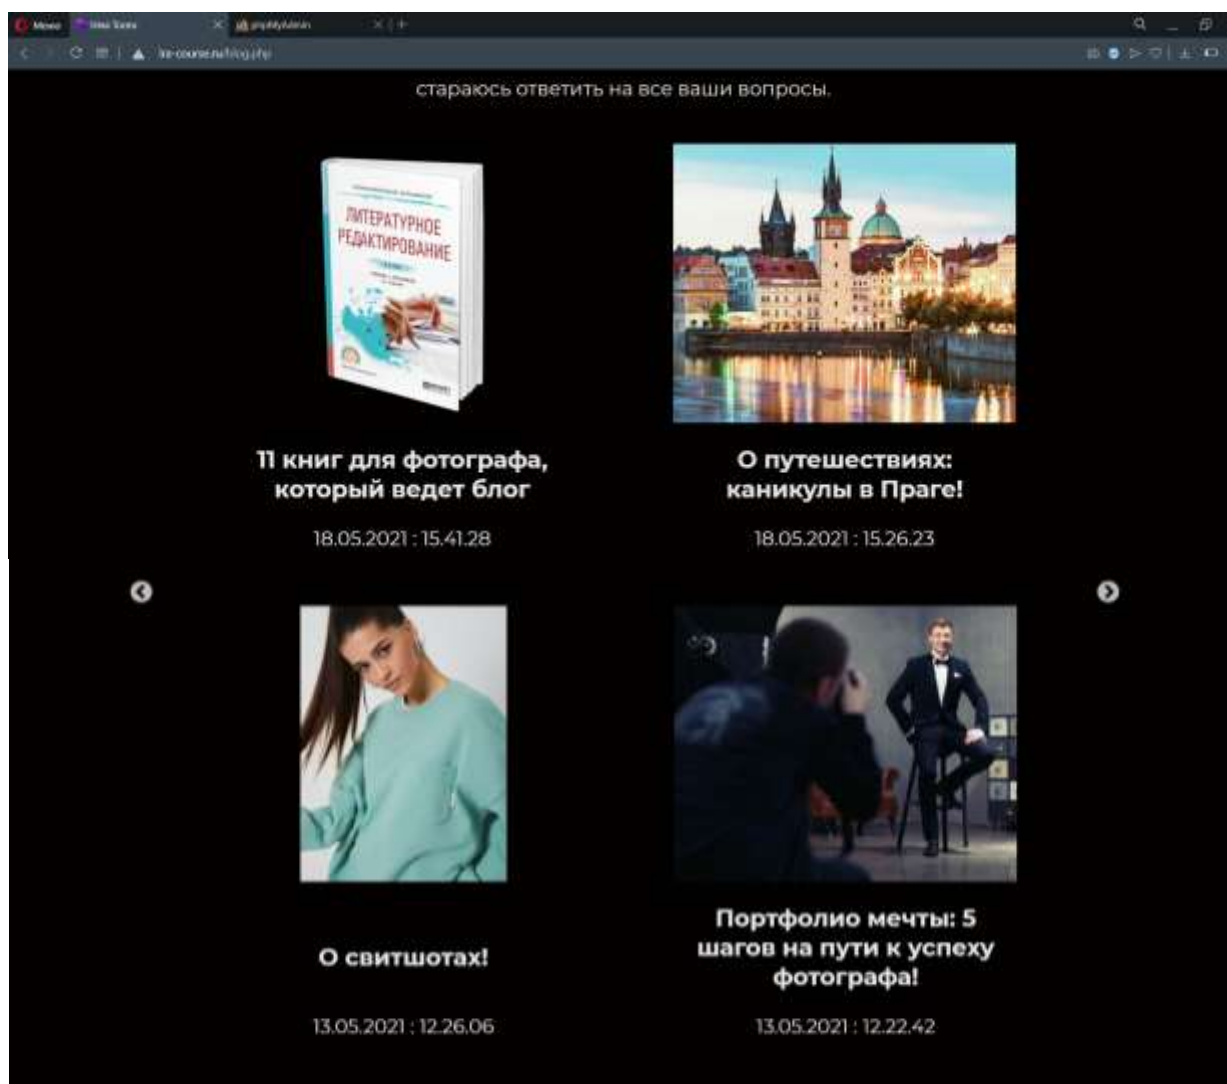 Меню
phpMyAdmin
стараюсь ответить на все ваши вопросы.
ЛИТЕРАТУРНОЕ
РЕДАКТИРОВАНИЕ
11 книг для фотографа,
который ведет блог
18.05.2021 : 15.41.28
О путешествиях:
каникулы в Праге!
18.05.2021 : 15.26.23
О свитшотах!
13.05.2021 : 12.26.06
Портфолио мечты: 5
шагов на пути к успеху
фотографа!
13.05.2021 : 12.22.42